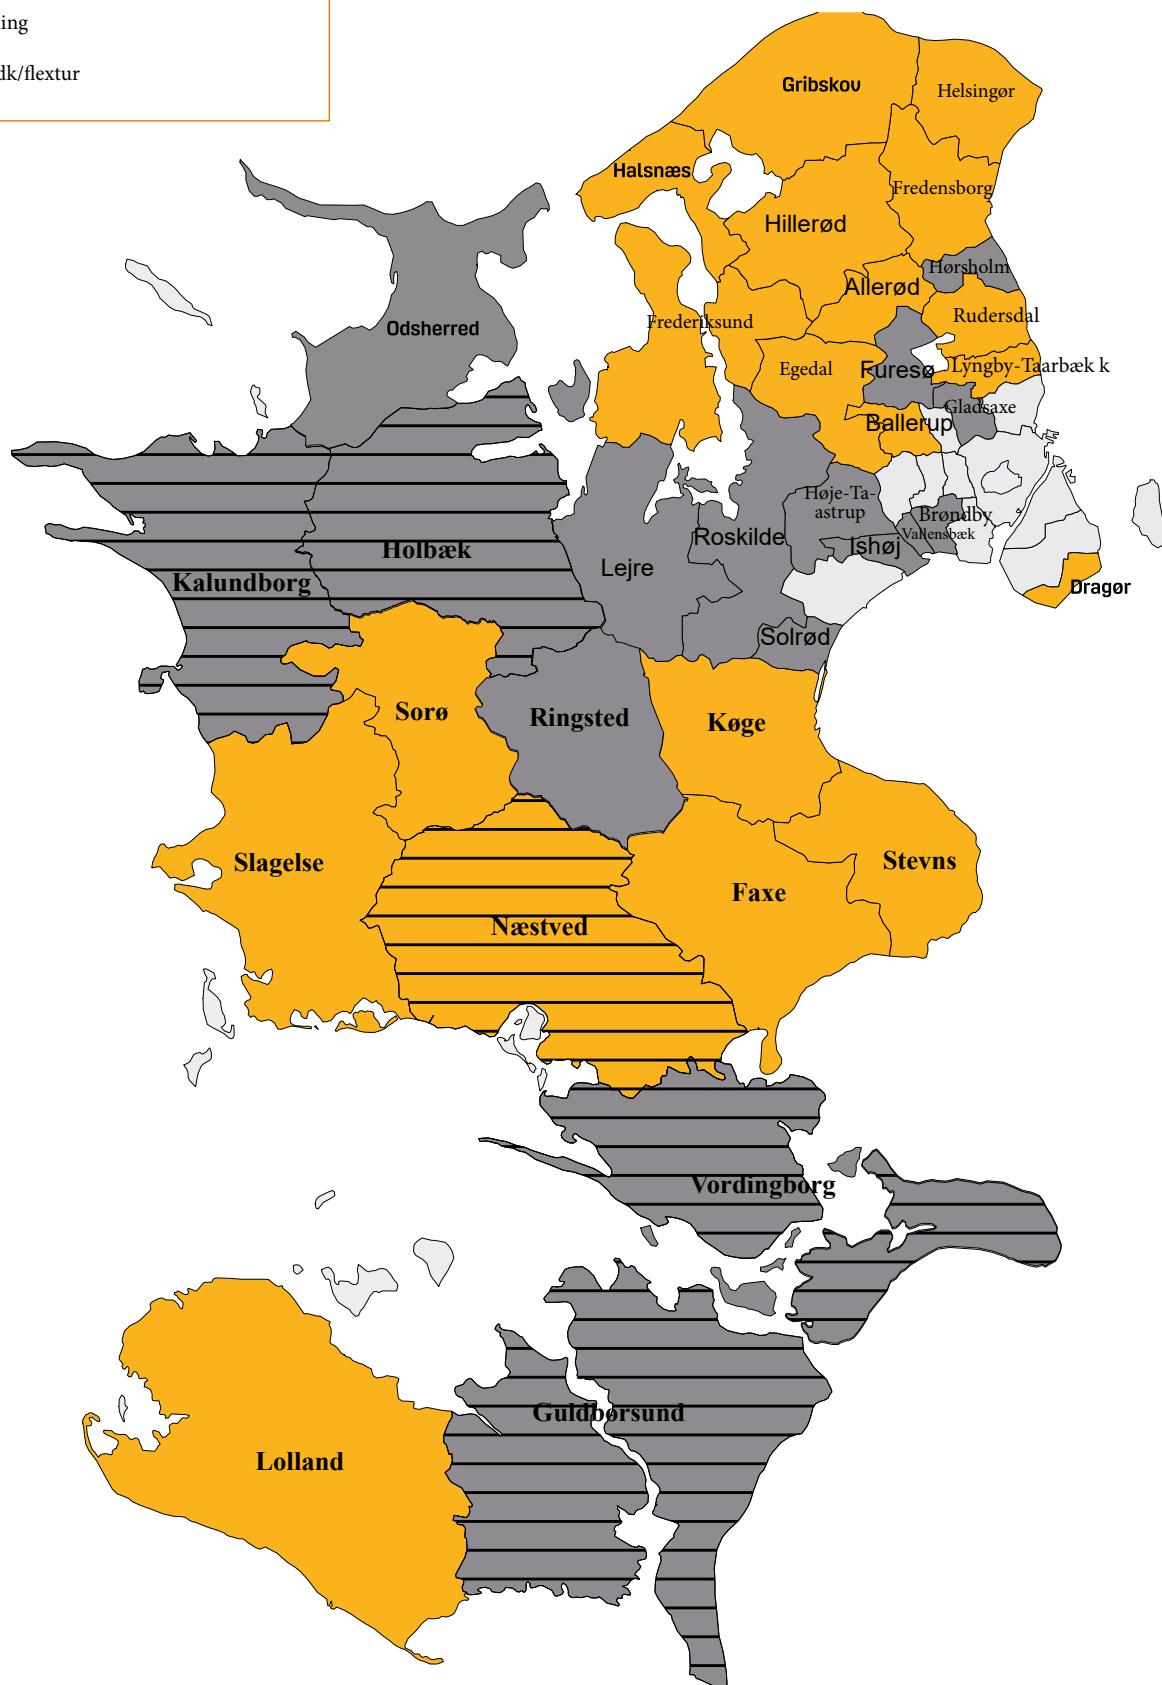 ing
dk/flextur
Gribskov
Helsingør
Halsnæs
Fredensborg
Hillerød
Hørsholm
Allerød
Rudersdal
Frederiksund
Odsherred
Egedal
Furesø
Lyngby-Taarbæk k
Gladsaxe
Ballerup
Høje-Ta-
astrup
Brøndby
Vallensbæk
Roskilde
Ishøj
Holbæk
Lejre
Kalundborg
Dragør
Solrød
Sorø
Ringsted
Køge
Slagelse
Stevns
Faxe
Næstved
Vordingborg
Guldborsund
Lolland